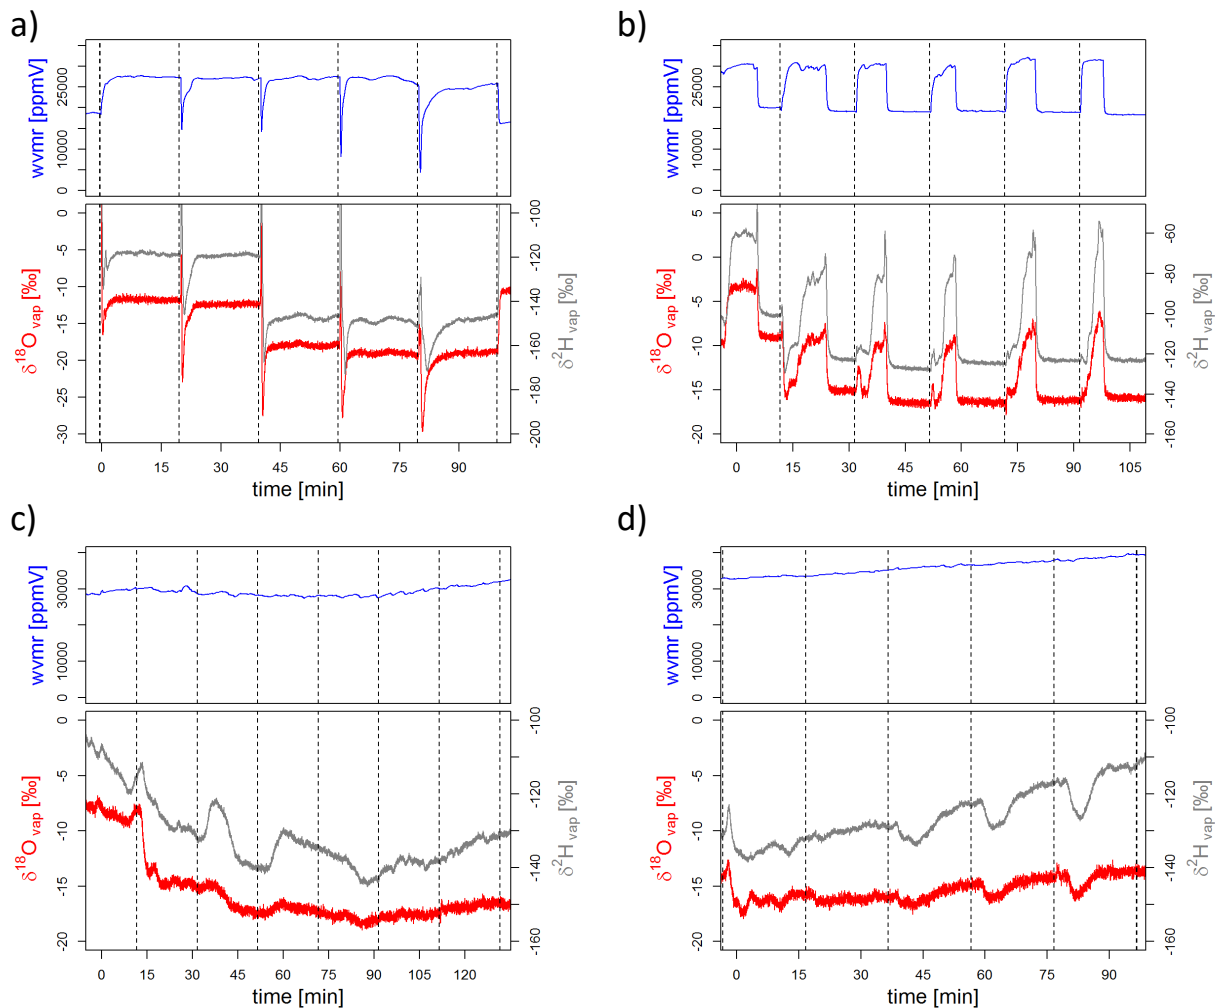 a)
wvmr [ppmV]
0 10000 25000
δ¹⁸O vap [‰]
-30 -25 -20 -15 -10 -5 0
δ²H vap [‰]
-200 -180 -160 -140 -120 -100
0 15 30 45 60 75 90
time [min]
b)
wvmr [ppmV]
0 10000 25000
δ¹⁸O vap [‰]
-20 -15 -10 -5 0 5
δ²H vap [‰]
-160 -140 -120 -100 -80 -60
0 15 30 45 60 75 90 105
time [min]
c)
wvmr [ppmV]
0 10000 30000
δ¹⁸O vap [‰]
-20 -15 -10 -5 0
δ²H vap [‰]
-160 -140 -120 -100
0 15 30 45 60 75 90 120
time [min]
d)
wvmr [ppmV]
0 10000 30000
δ¹⁸O vap [‰]
-20 -15 -10 -5 0
δ²H vap [‰]
-160 -140 -120 -100
0 15 30 45 60 75 90
time [min]